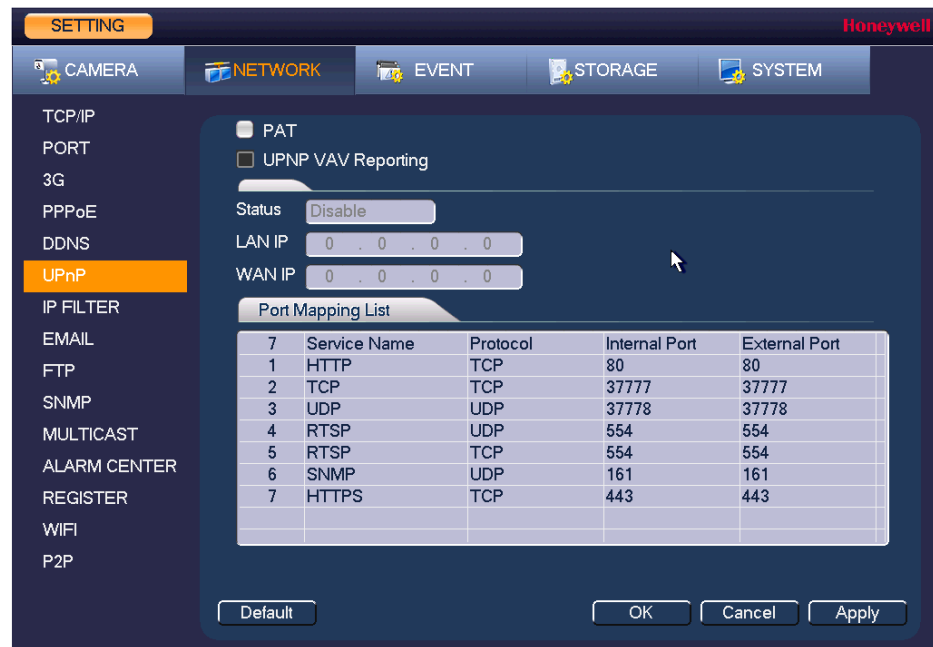 SETTING
Honeywell
CAMERA NETWORK EVENT STORAGE SYSTEM
TCP/IP
PORT
3G
PPPoE
DDNS
UPnP
IP FILTER
EMAIL
FTP
SNMP
MULTICAST
ALARM CENTER
REGISTER
WIFI
P2P
PAT
UPNP VAV Reporting
Status Disable
LAN IP 0 . 0 . 0 . 0
WAN IP 0 . 0 . 0 . 0
Port Mapping List
7 Service Name Protocol Internal Port External Port
1 HTTP TCP 80 80
2 TCP TCP 37777 37777
3 UDP UDP 37778 37778
4 RTSP UDP 554 554
5 RTSP TCP 554 554
6 SNMP UDP 161 161
7 HTTPS TCP 443 443
Default OK Cancel Apply